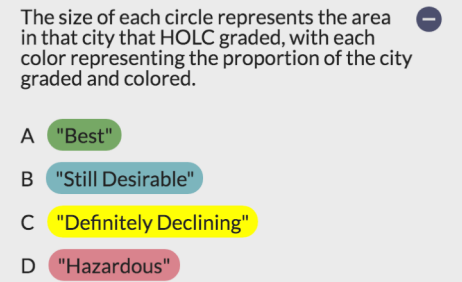 The size of each circle represents the area
in that city that HOLC graded, with each
color representing the proportion of the city
graded and colored.
A "Best"
B "Still Desirable"
C "Definitely Declining"
D "Hazardous"